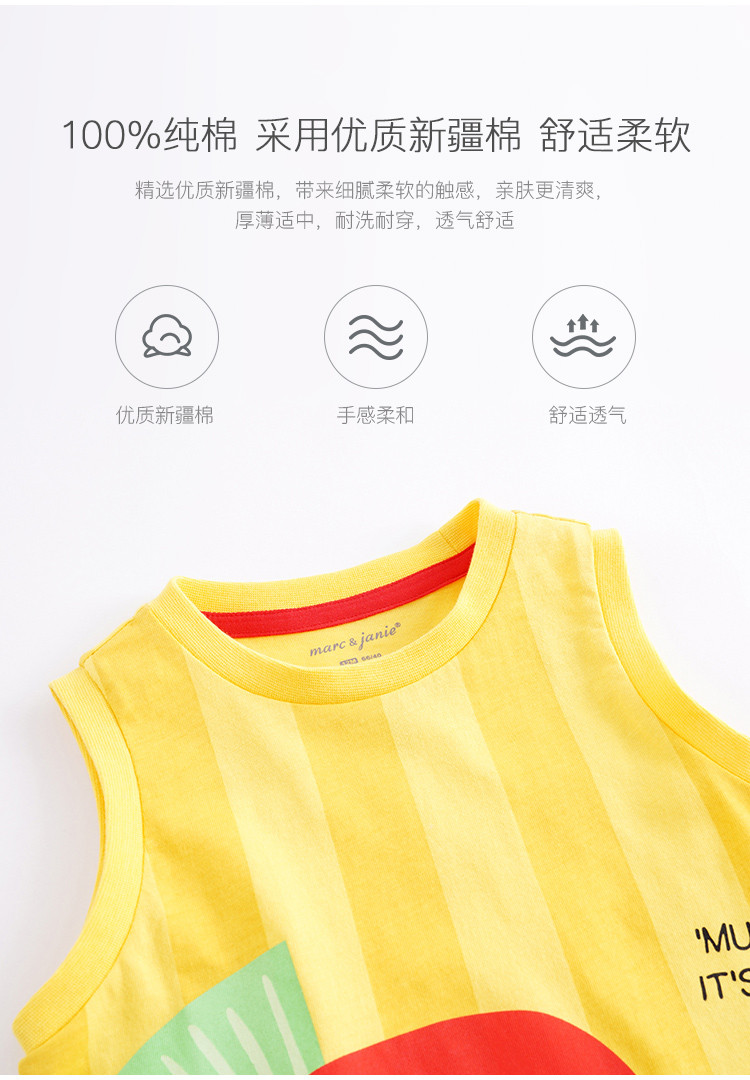 100%纯棉 采用优质新疆棉 舒适柔软
精选优质新疆棉，带来细腻柔软的触感，亲肤更清爽，
厚薄适中，耐洗耐穿，透气舒适
优质新疆棉 手感柔和 舒适透气
marc & janie®
'MU
IT'S